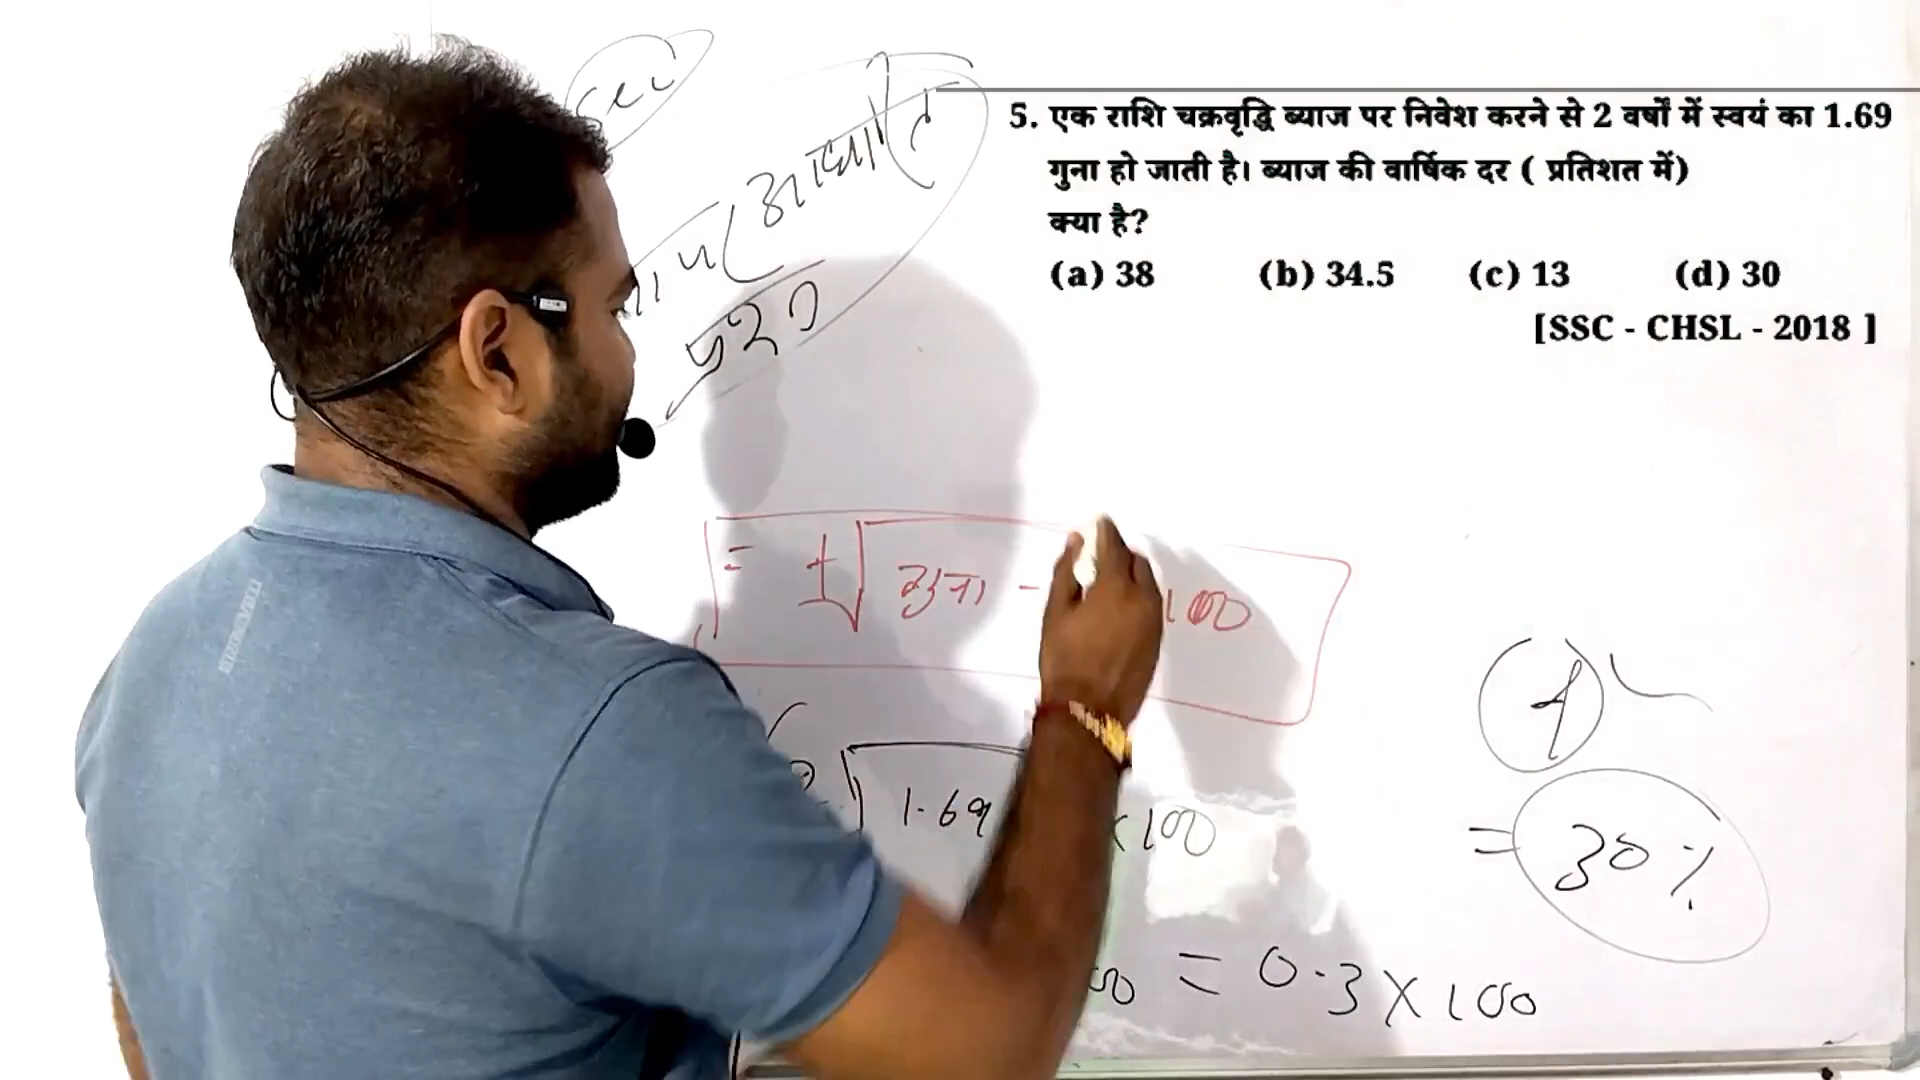 5. एक राशि चक्रवृद्धि ब्याज पर निवेश करने से 2 वर्षों में स्वयं का 1.69
गुना हो जाती है। ब्याज की वार्षिक दर ( प्रतिशत में)
क्या है?
(a) 38 (b) 34.5 (c) 13 (d) 30
[SSC - CHSL - 2018 ]
= t√ गुना - 100
√1.69 ×100
= 30%
= 0.3 × 100